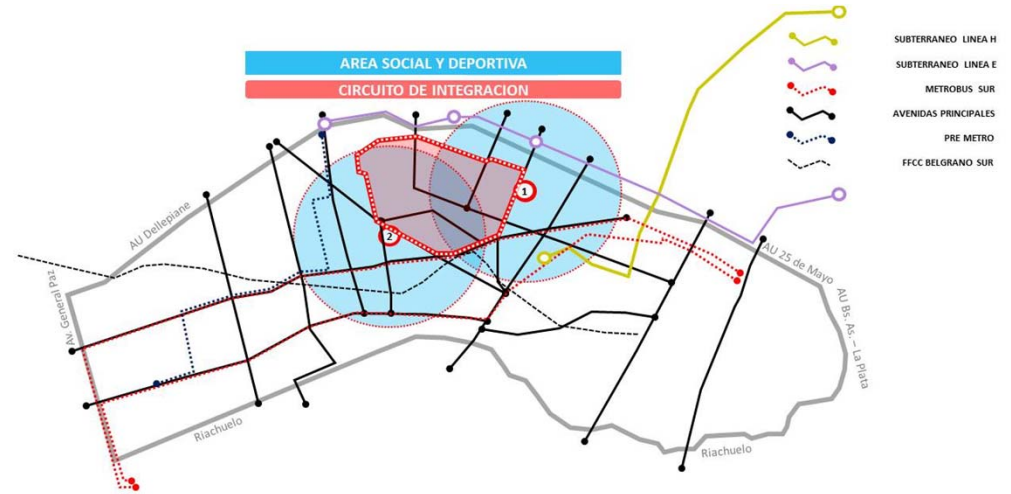 AREA SOCIAL Y DEPORTIVA
CIRCUITO DE INTEGRACION
SUBTERRANEO LINEA H
SUBTERRANEO LINEA E
METROBUS SUR
AVENIDAS PRINCIPALES
PRE METRO
FFCC BELGRANO SUR
1
2
AU Dellepiane
Av. General Paz
AU 25 de Mayo
AU Bs. As. – La Plata
Riachuelo
Riachuelo